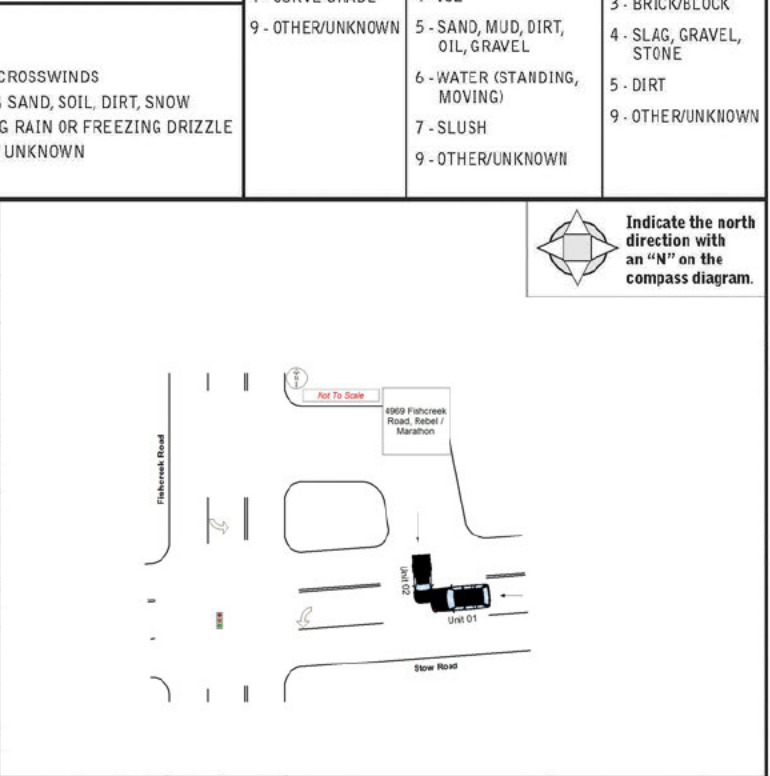 9 - OTHER/UNKNOWN
5 - SAND, MUD, DIRT,
OIL, GRAVEL
6 - WATER (STANDING,
MOVING)
7 - SLUSH
9 - OTHER/UNKNOWN
3 - BRICK/BLOCK
4 - SLAG, GRAVEL,
STONE
5 - DIRT
9 - OTHER/UNKNOWN
CROSSWINDS
SAND, SOIL, DIRT, SNOW
G RAIN OR FREEZING DRIZZLE
UNKNOWN
Indicate the north
direction with
an "N" on the
compass diagram.
Not To Scale
4969 Fishcreek
Road, Rebel /
Marathon
Fishcreek Road
Unit 02
Unit 01
Stow Road